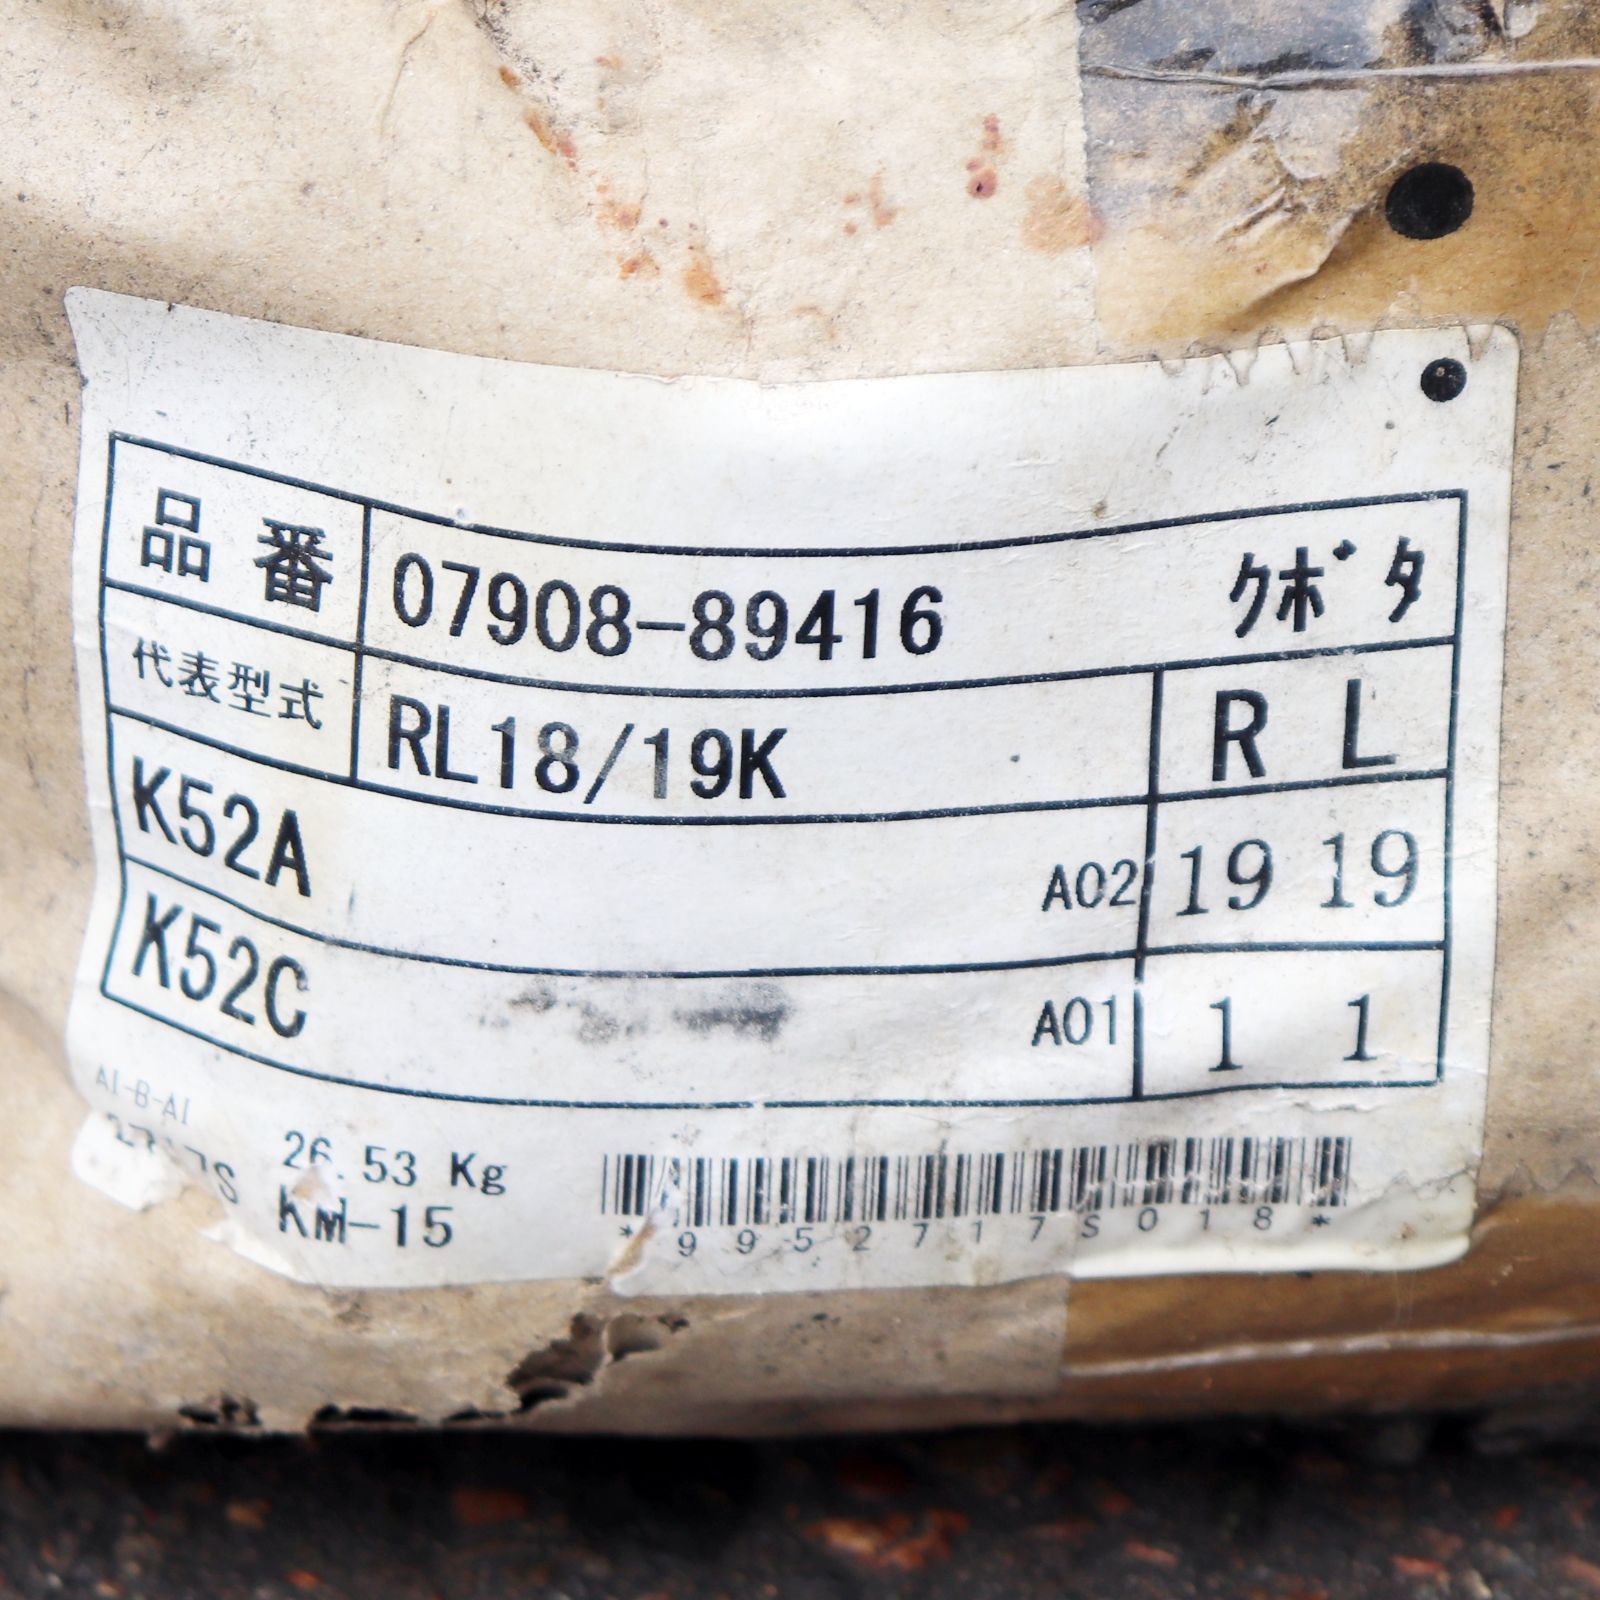 品番 07908-89416 クボタ
代表型式 RL18/19K R L
K52A A02 19 19
K52C A01 1 1
AI-B-AI
26.53 Kg
KM-15
*9952717S018*